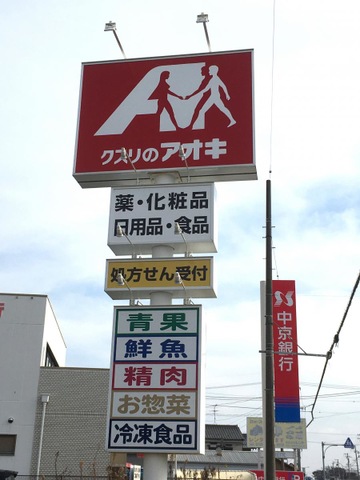 クスリのアオキ
薬・化粧品
日用品・食品
処方せん受付
青果
鮮魚
精肉
お惣菜
冷凍食品
中京銀行